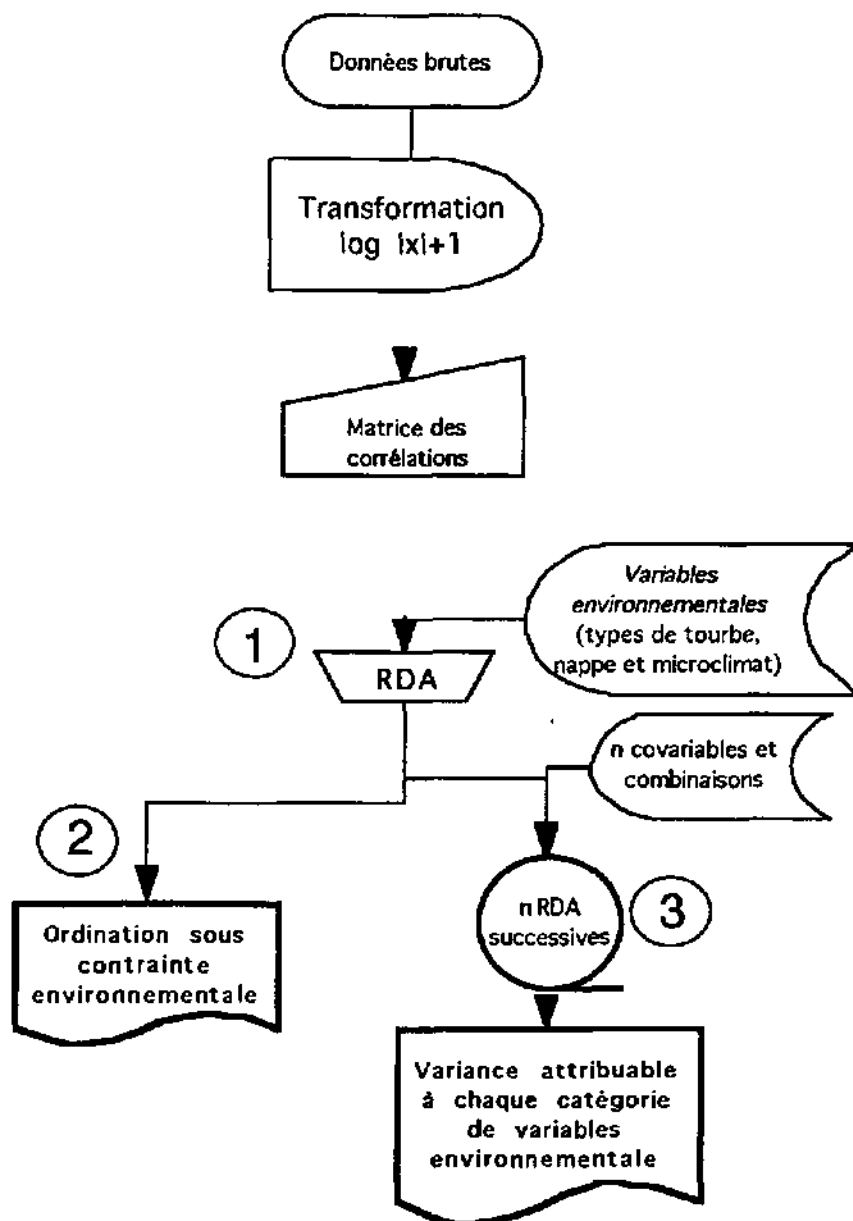 Données brutes
Transformation
log |x|+1
Matrice des
corrélations
Variables
environnementales
(types de tourbe,
nappe et microclimat)
1
RDA
n covariables et
combinaisons
2
Ordination sous
contrainte
environnementale
n RDA
successives
3
Variance attribuable
à chaque catégorie
de variables
environnementale